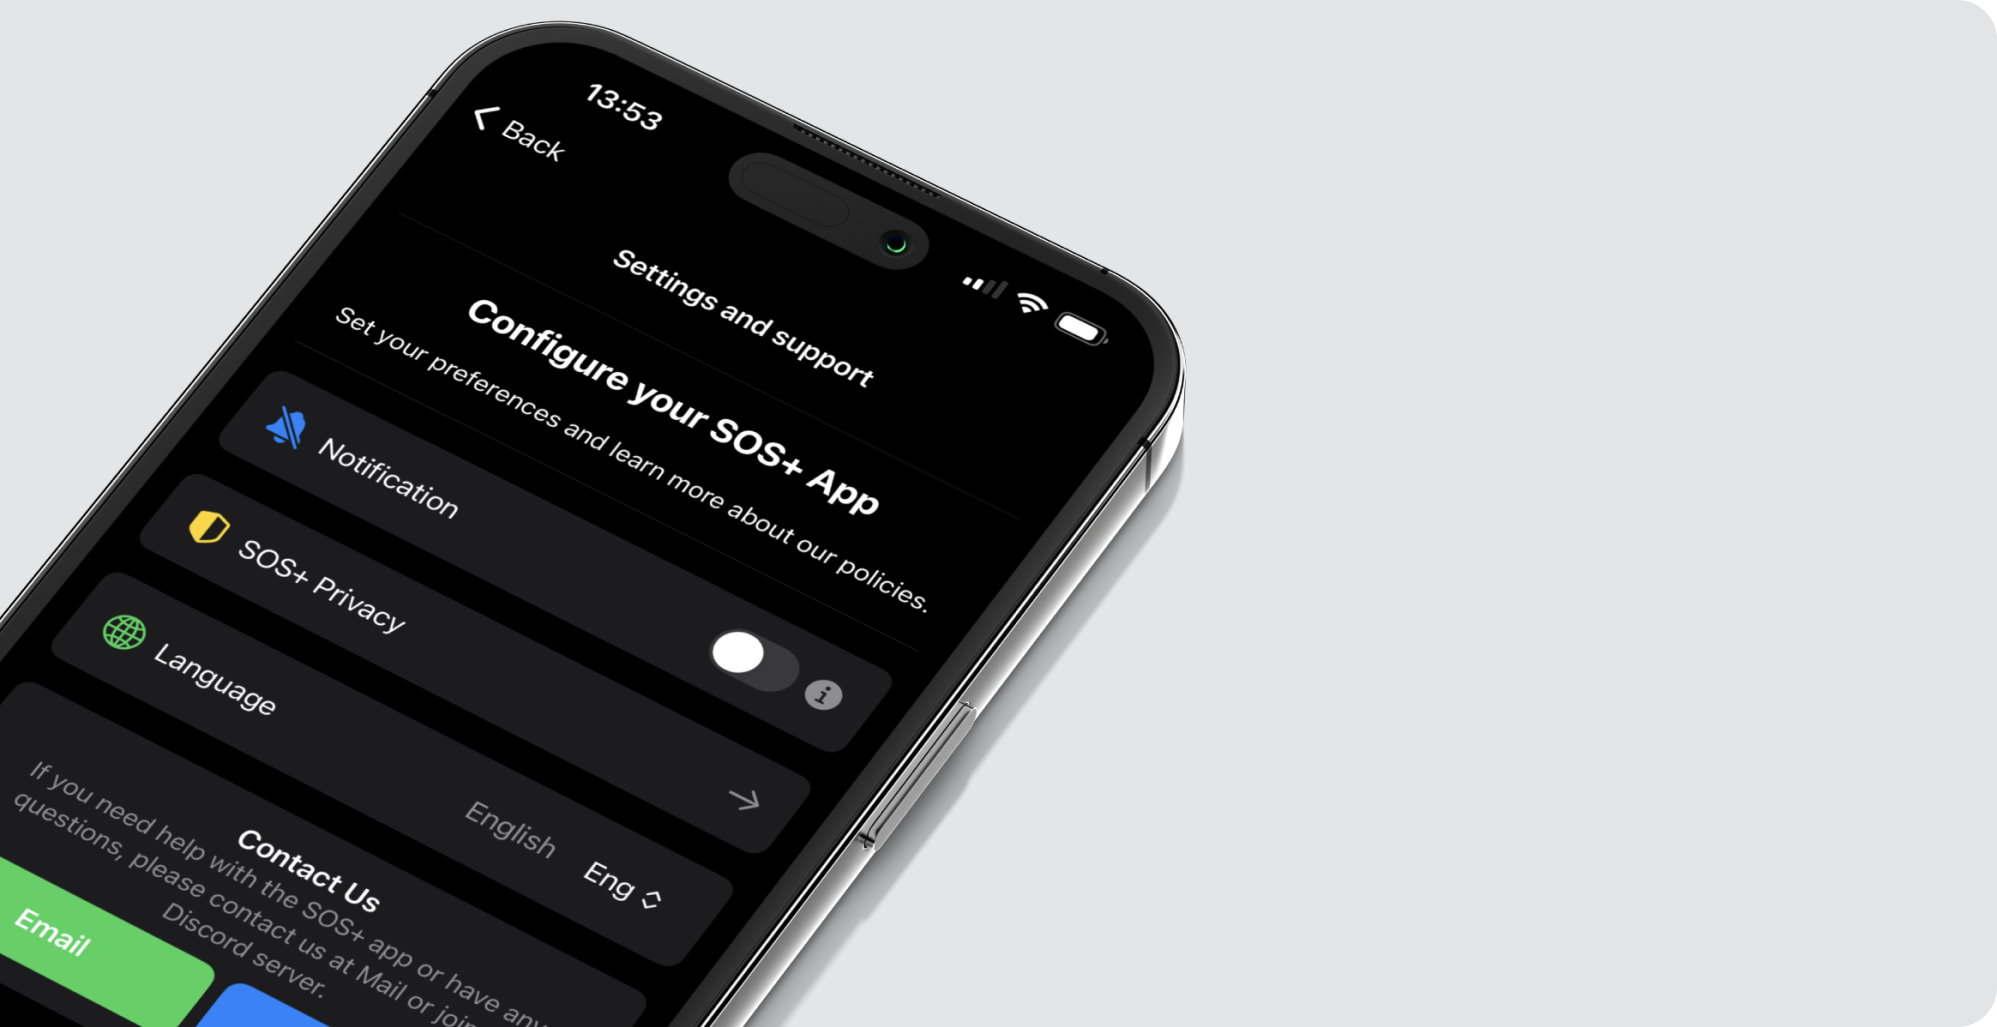 13:53
Back
Settings and support
Configure your SOS+ App
Set your preferences and learn more about our policies.
Notification
SOS+ Privacy
Language
English
Eng
Contact Us
If you need help with the SOS+ app or have any
questions, please contact us at Mail or join
Discord server.
Email